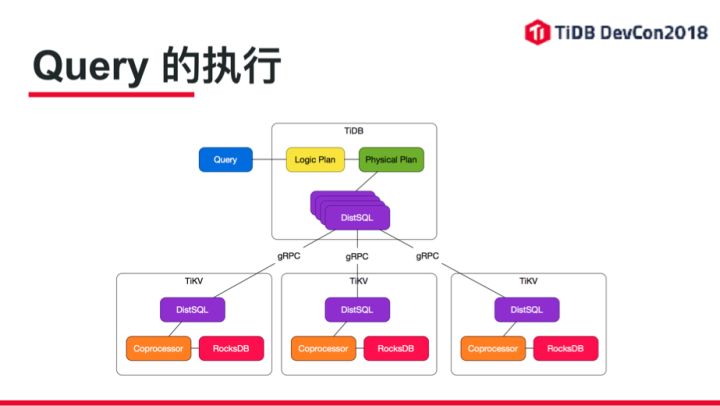 TiDB DevCon2018
Query 的执行
TiDB
Query
Logic Plan
Physical Plan
DistSQL
gRPC
gRPC
gRPC
TiKV
TiKV
TiKV
DistSQL
DistSQL
DistSQL
Coprocessor
RocksDB
Coprocessor
RocksDB
Coprocessor
RocksDB